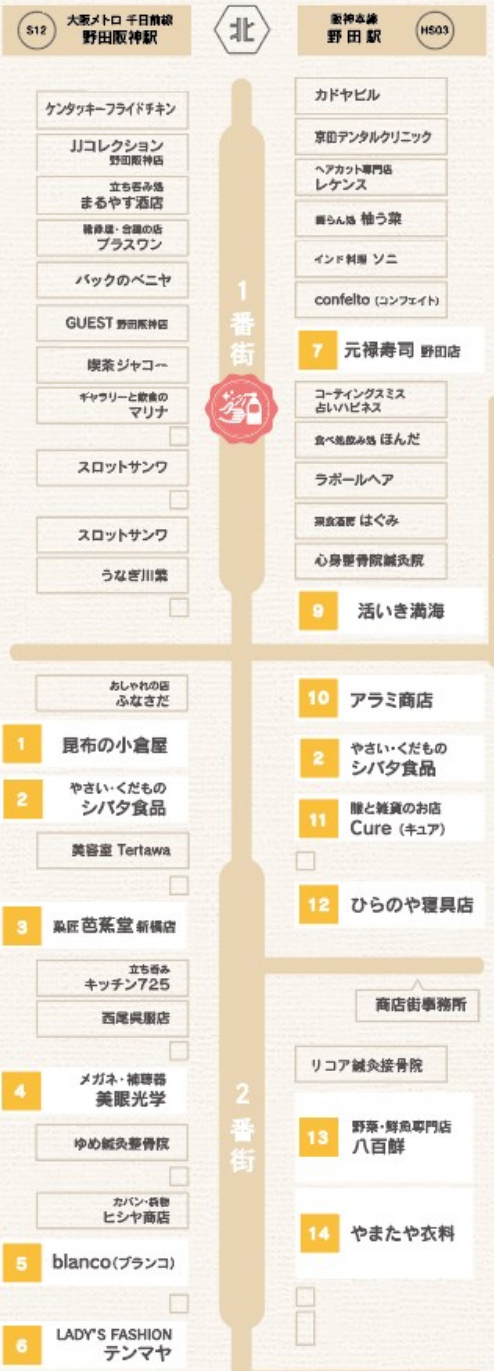 S12
大阪メトロ 千日前線
野田阪神駅
北
阪神本線
野田駅
HS03
ケンタッキーフライドチキン
JJコレクション
野田阪神店
立ち呑み処
まるやす酒店
靴修理・合鍵の店
プラスワン
バックのベニヤ
GUEST 野田阪神店
喫茶ジャコー
ギャラリーと飲食の
マリナ
スロットサンワ
スロットサンワ
うなぎ川繁
1番街
カドヤビル
京田デンタルクリニック
ヘアカット専門店
レケンス
柚う菜
インド料理 ソニ
confelto (コンフェイト)
7 元禄寿司 野田店
コーティングスミス
占いハピネス
食べ処飲み処 ほんだ
ラポールヘア
はぐみ
心身整骨院鍼灸院
9 活いき満海
おしゃれの店
ふなさだ
1 昆布の小倉屋
2 やさい・くだもの
シバタ食品
美容室 Tertawa
3 菓匠芭蕉堂 新橋店
立ち呑み
キッチン725
西尾呉服店
4 メガネ・補聴器
美眼光学
ゆめ鍼灸整骨院
カバン・袋物
ヒシヤ商店
5 blanco(ブランコ)
6 LADY'S FASHION
テンマヤ
2番街
10 アラミ商店
2 やさい・くだもの
シバタ食品
11 服と雑貨のお店
Cure (キュア)
12 ひらのや寝具店
商店街事務所
リコア鍼灸接骨院
13 野菜・鮮魚専門店
八百鮮
14 やまたや衣料